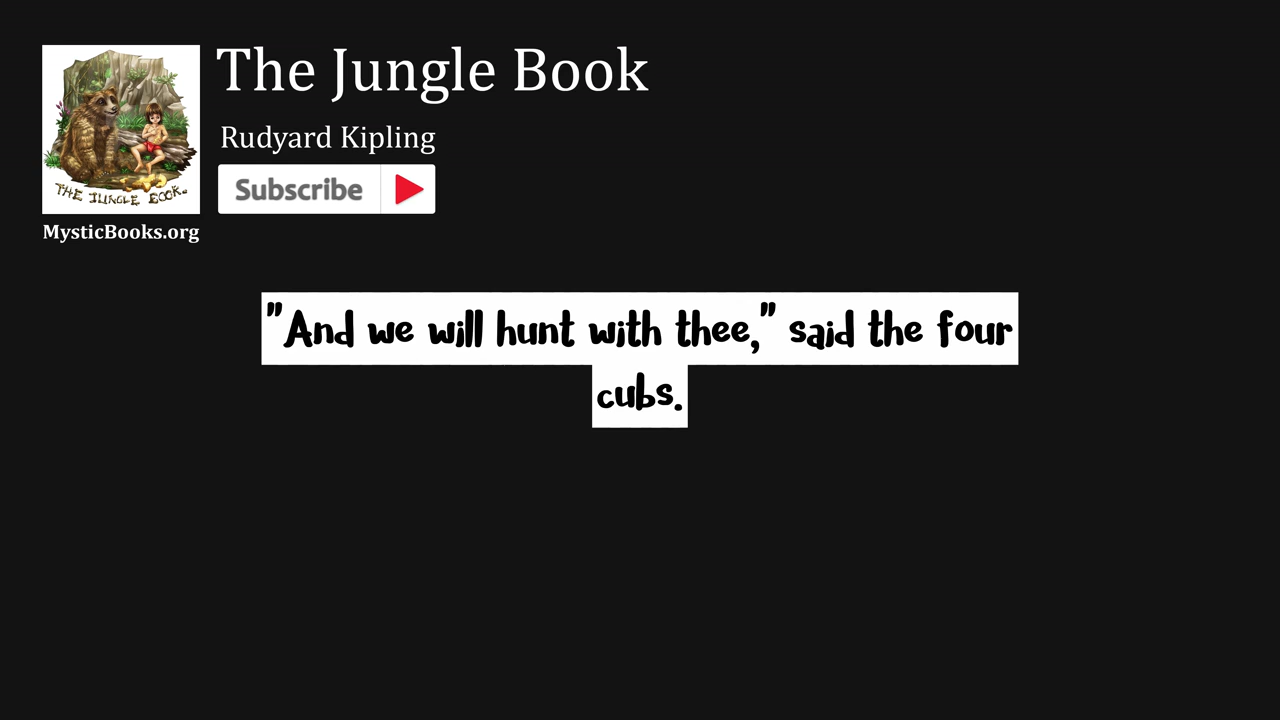 The Jungle Book
Rudyard Kipling
Subscribe
THE JUNGLE BOOK.
MysticBooks.org
"And we will hunt with thee," said the four
cubs.